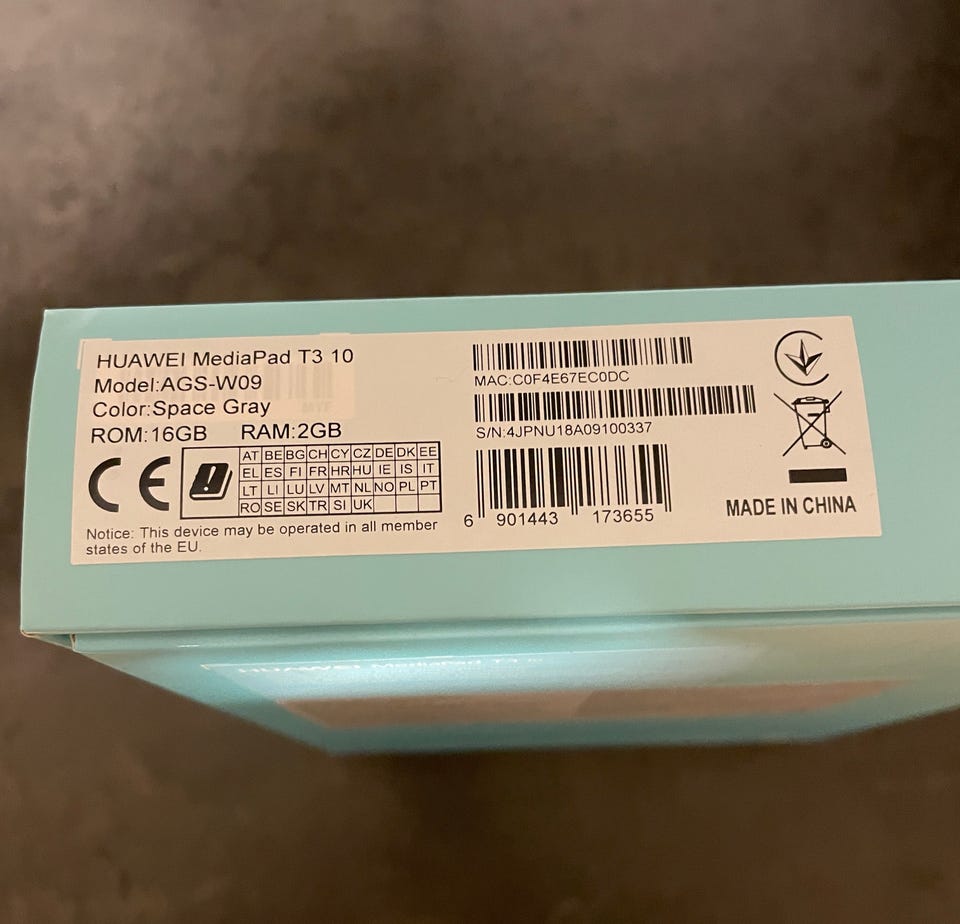 HUAWEI MediaPad T3 10
Model:AGS-W09
Color:Space Gray
ROM:16GB RAM:2GB
CE
AT BE BG CH CY CZ DE DK EE
EL ES FI FR HR HU IE IS IT
LT LI LU LV MT NL NO PL PT
RO SE SK TR SI UK
Notice: This device may be operated in all member
states of the EU.
MAC:C0F4E67EC0DC
S/N:4JPNU18A09100337
6 901443 173655
MADE IN CHINA
HUAWEI MediaPad T3